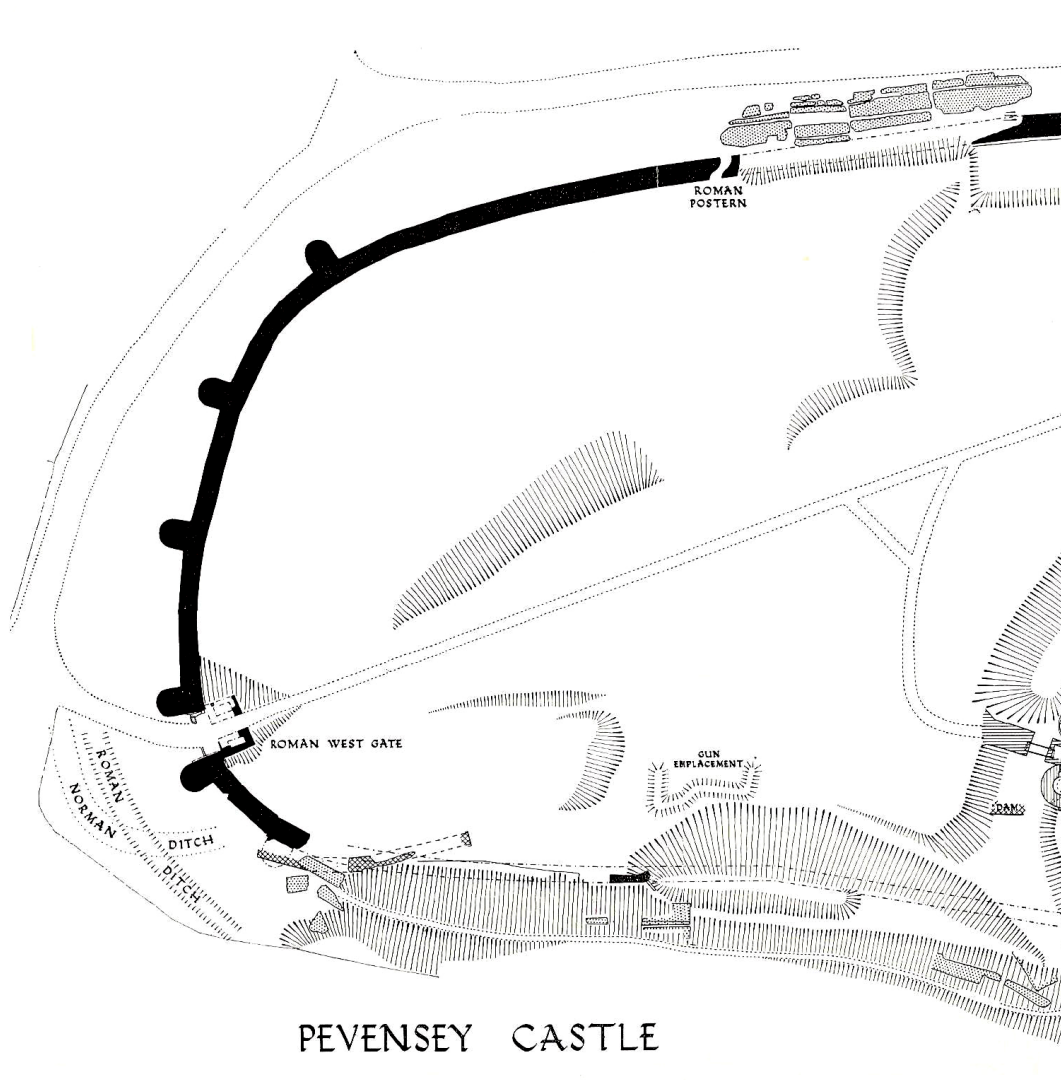 ROMAN
POSTERN
ROMAN WEST GATE
GUN
EMPLACEMENT
DAM
ROMAN
DITCH
NORMAN
DITCH
PEVENSEY CASTLE